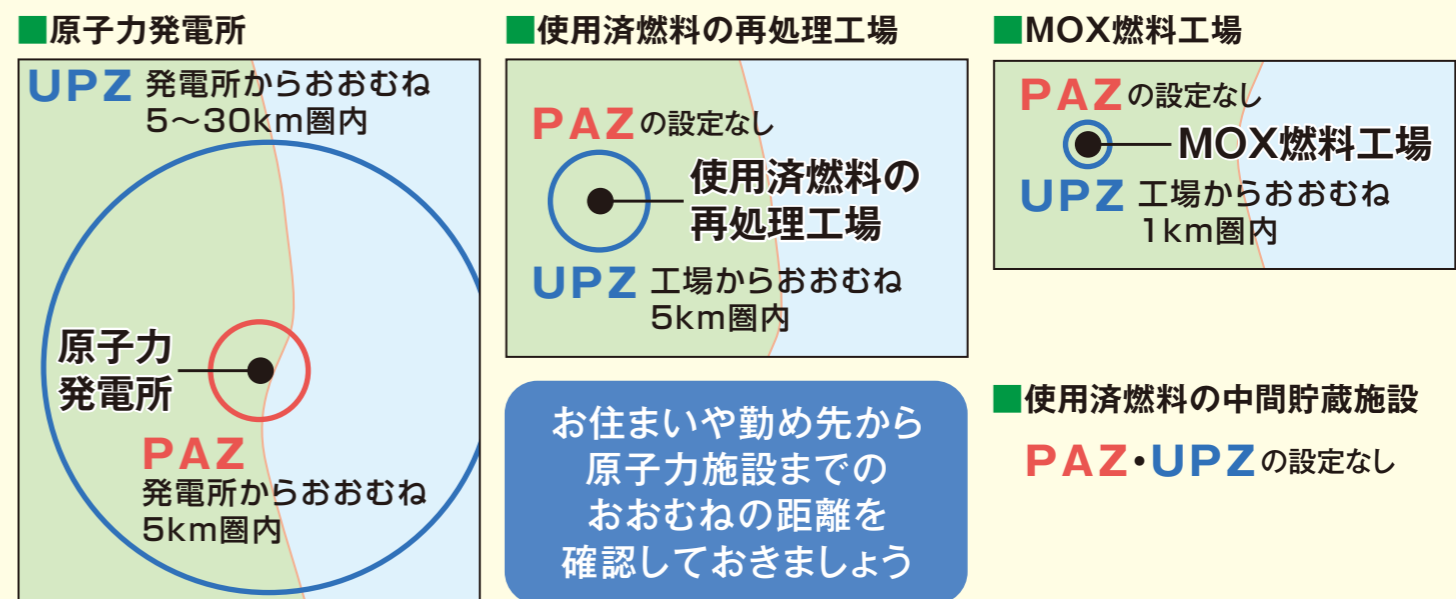 ■原子力発電所
UPZ 発電所からおおむね
5〜30km圏内
原子力
発電所
PAZ
発電所からおおむね
5km圏内
■使用済燃料の再処理工場
PAZの設定なし
使用済燃料の
再処理工場
UPZ 工場からおおむね
5km圏内
お住まいや勤め先から
原子力施設までの
おおむねの距離を
確認しておきましょう
■MOX燃料工場
PAZの設定なし
MOX燃料工場
UPZ 工場からおおむね
1km圏内
■使用済燃料の中間貯蔵施設
PAZ・UPZの設定なし